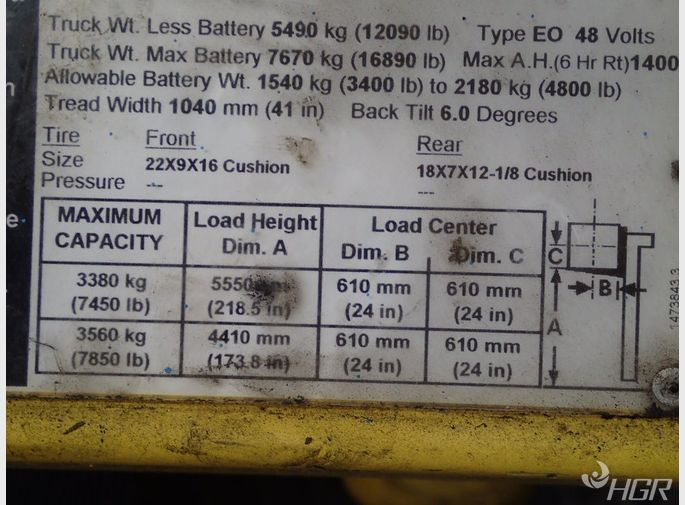 Truck Wt. Less Battery 5490 kg (12090 lb) Type EO 48 Volts
Truck Wt. Max Battery 7670 kg (16890 lb) Max A.H.(6 Hr Rt)1400
Allowable Battery Wt. 1540 kg (3400 lb) to 2180 kg (4800 lb)
Tread Width 1040 mm (41 in) Back Tilt 6.0 Degrees
Tire Front Rear
Size 22X9X16 Cushion 18X7X12-1/8 Cushion
Pressure --- ---
MAXIMUM CAPACITY Load Height Dim. A Load Center
Dim. B Dim. C
3380 kg 5550 610 mm 610 mm
(7450 lb) (218.5 in) (24 in) (24 in)
3560 kg 4410 mm 610 mm 610 mm
(7850 lb) (173.8 in) (24 in) (24 in)
C
B
A
1473843 3
HGR